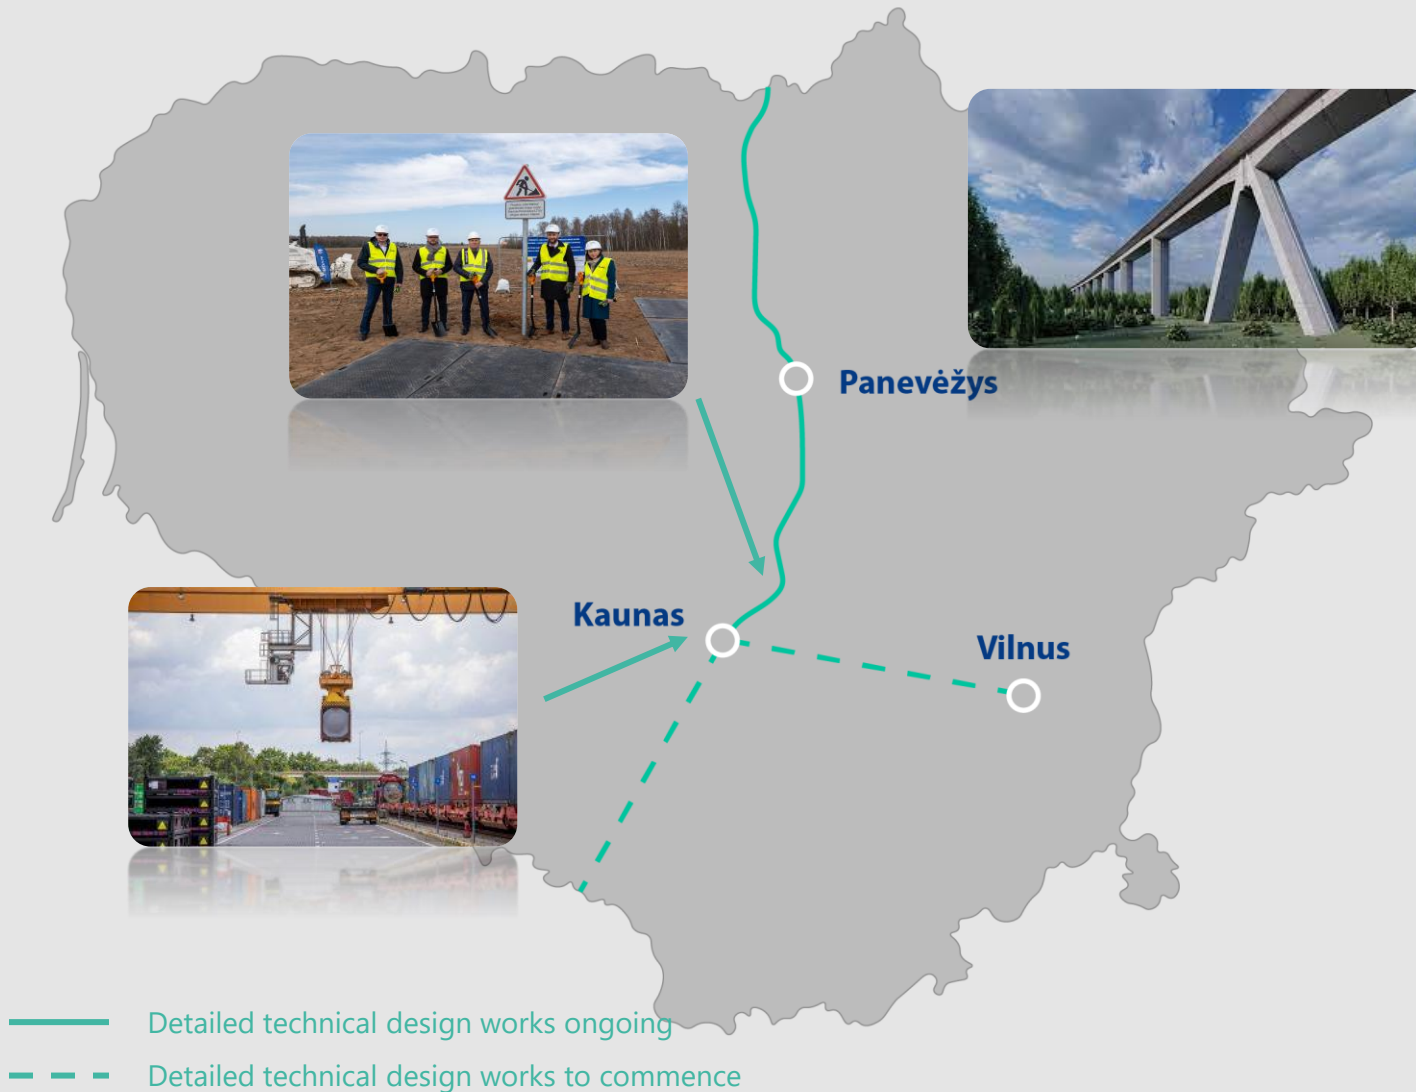 Panevėžys
Kaunas
Vilnus
Detailed technical design works ongoing
Detailed technical design works to commence